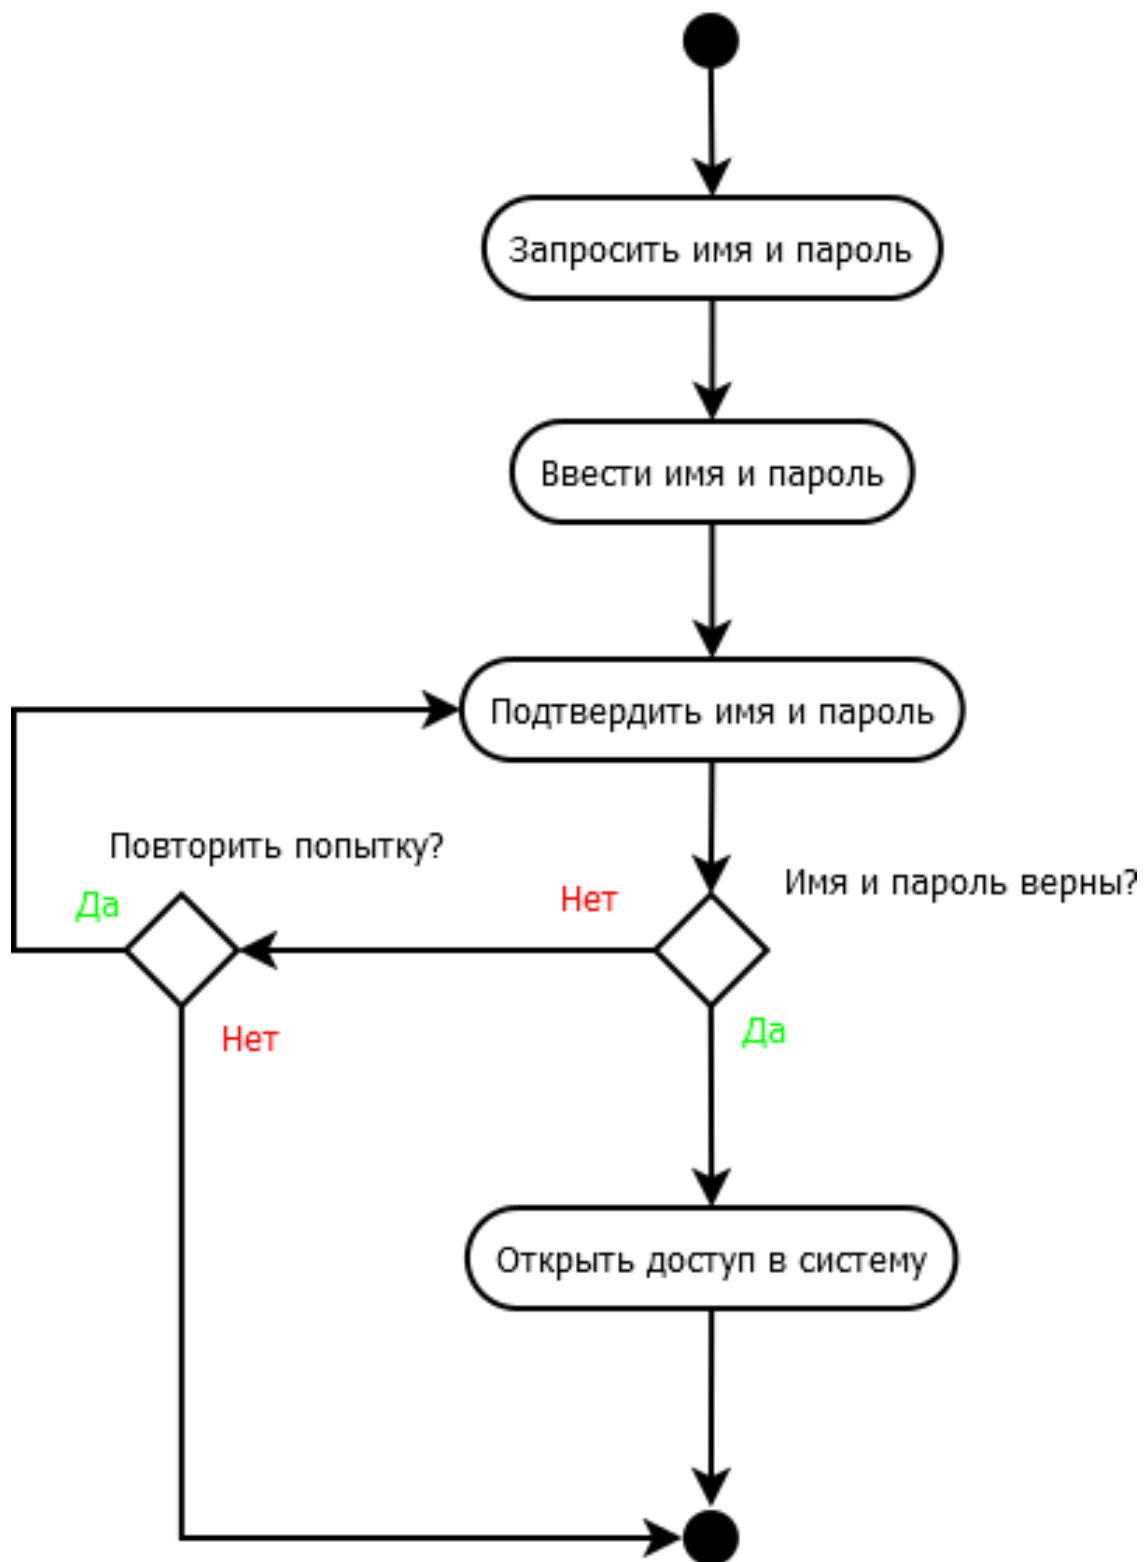 Запросить имя и пароль
Ввести имя и пароль
Подтвердить имя и пароль
Повторить попытку?
Имя и пароль верны?
Да
Нет
Нет
Да
Открыть доступ в систему